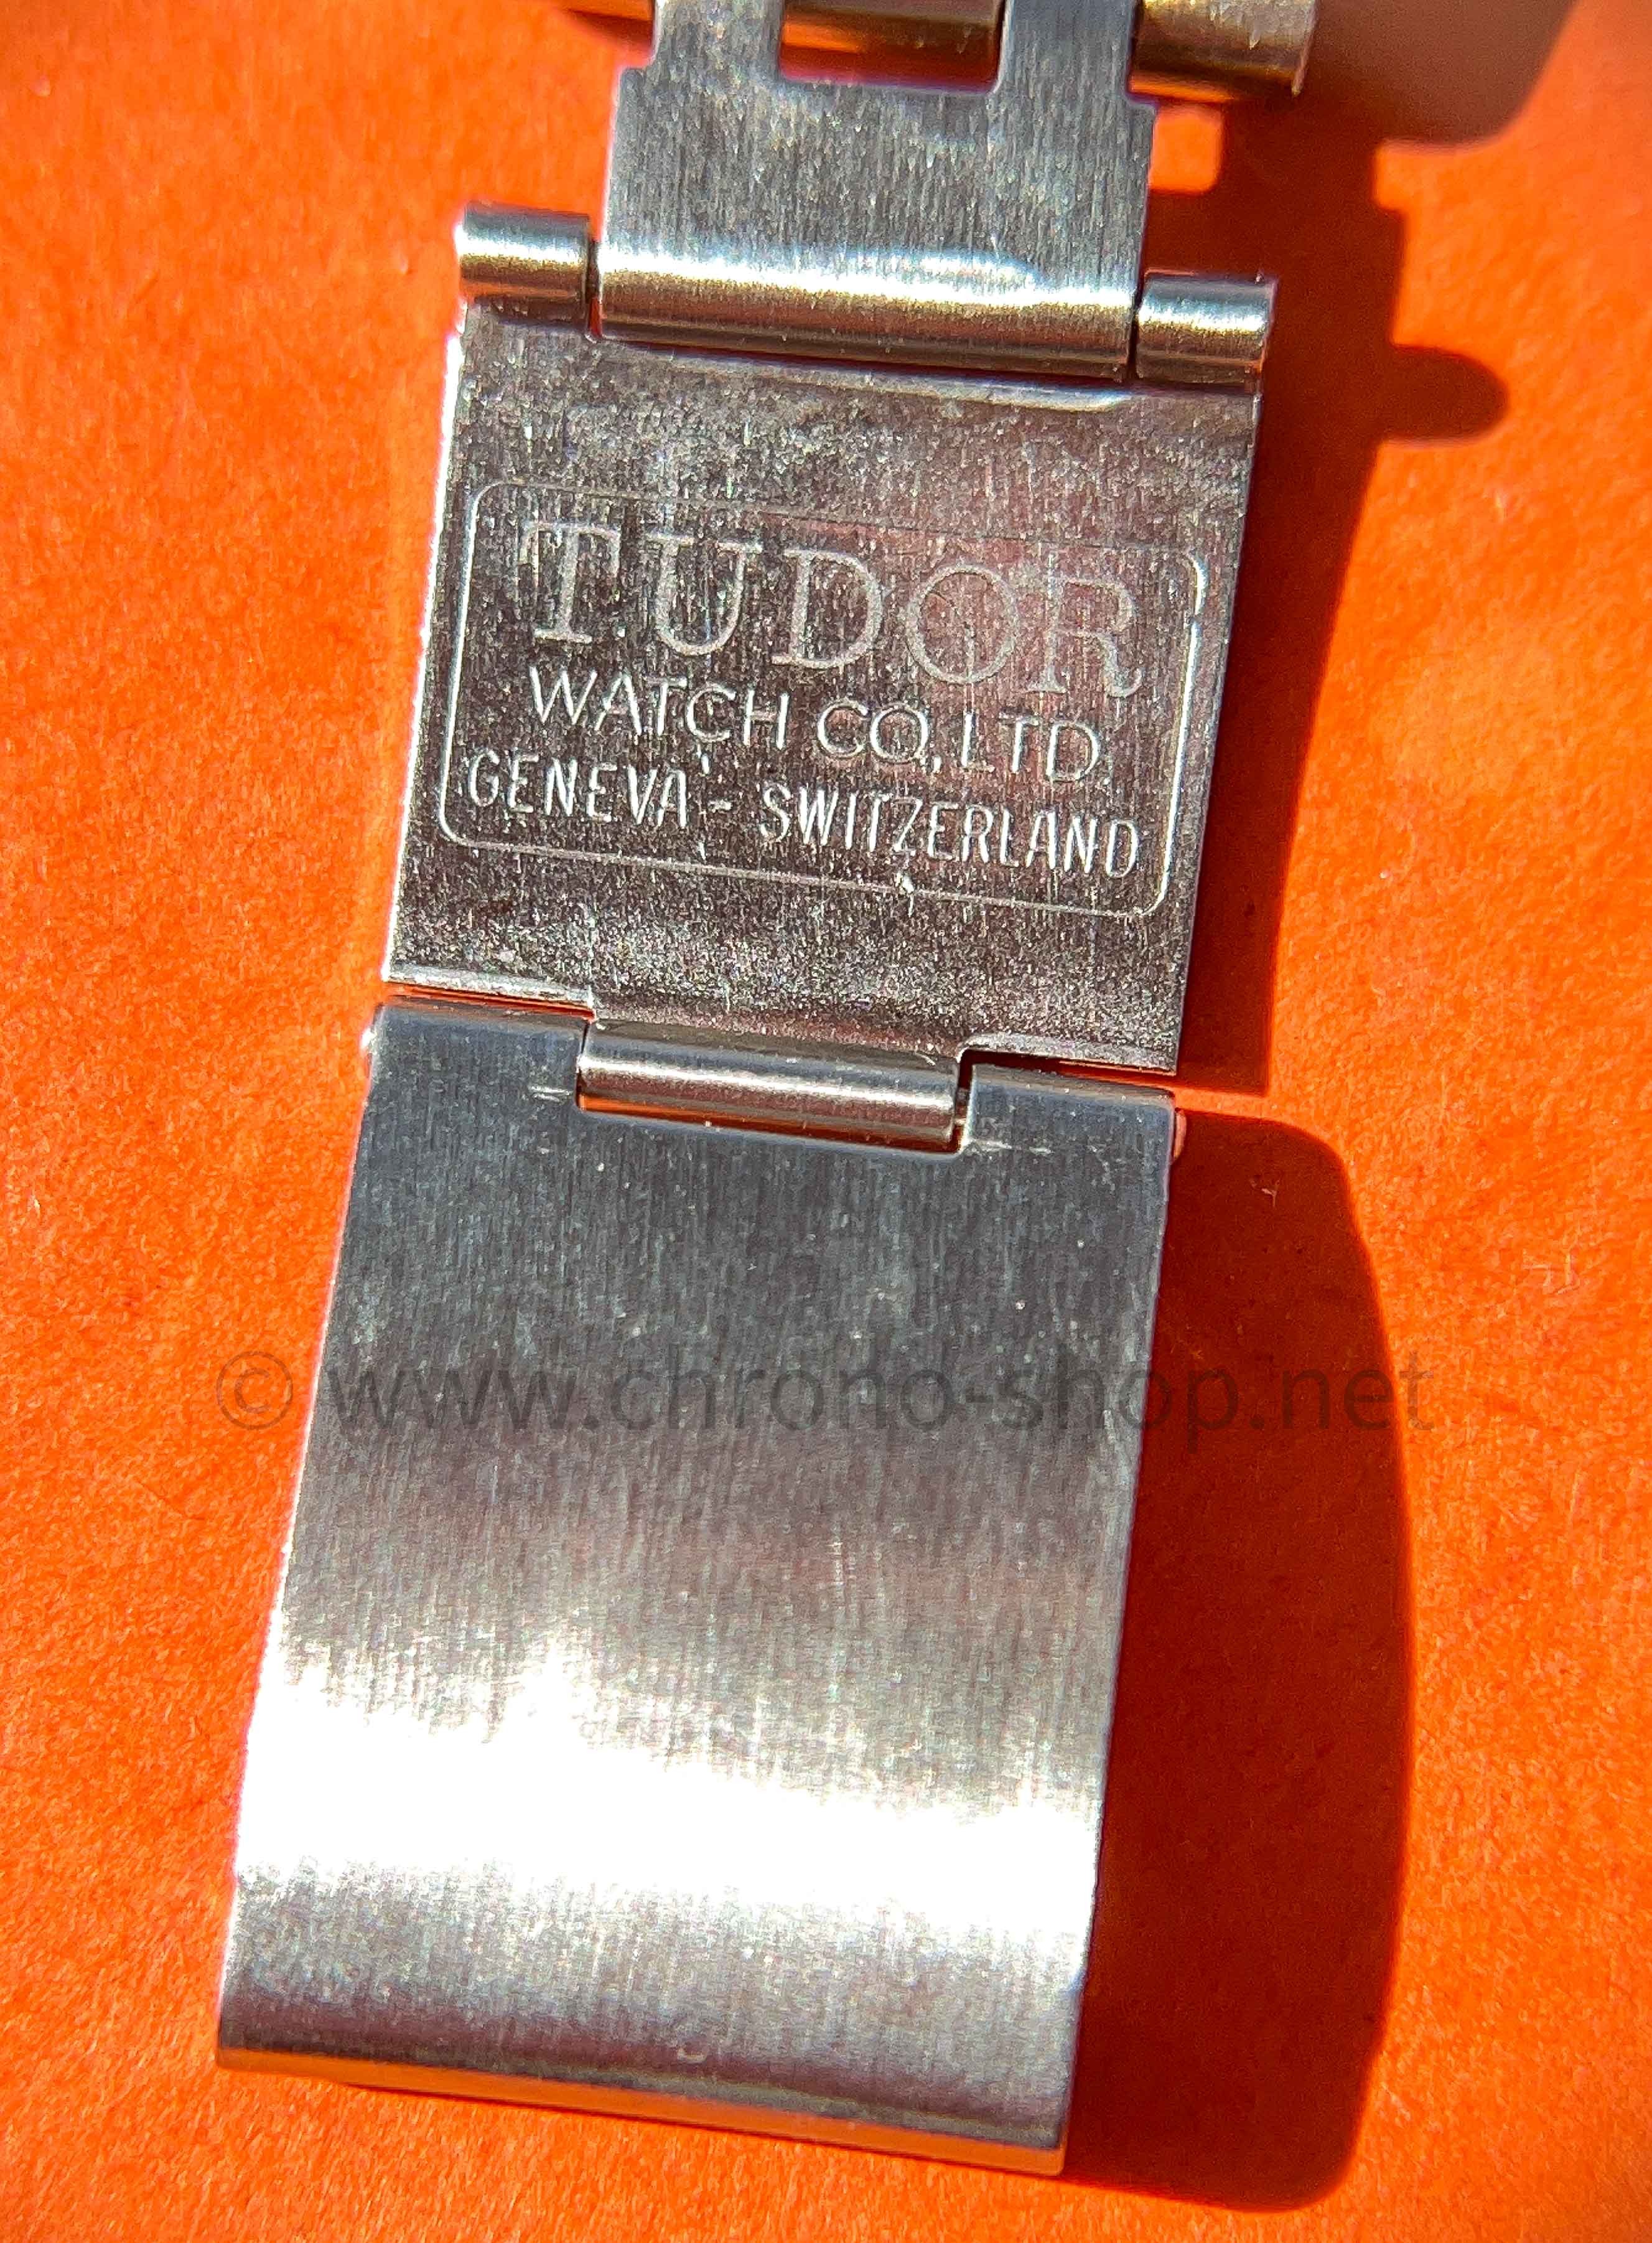 TUDOR
WATCH CO, LTD.
GENEVA - SWITZERLAND
© www.chrono-shop.net